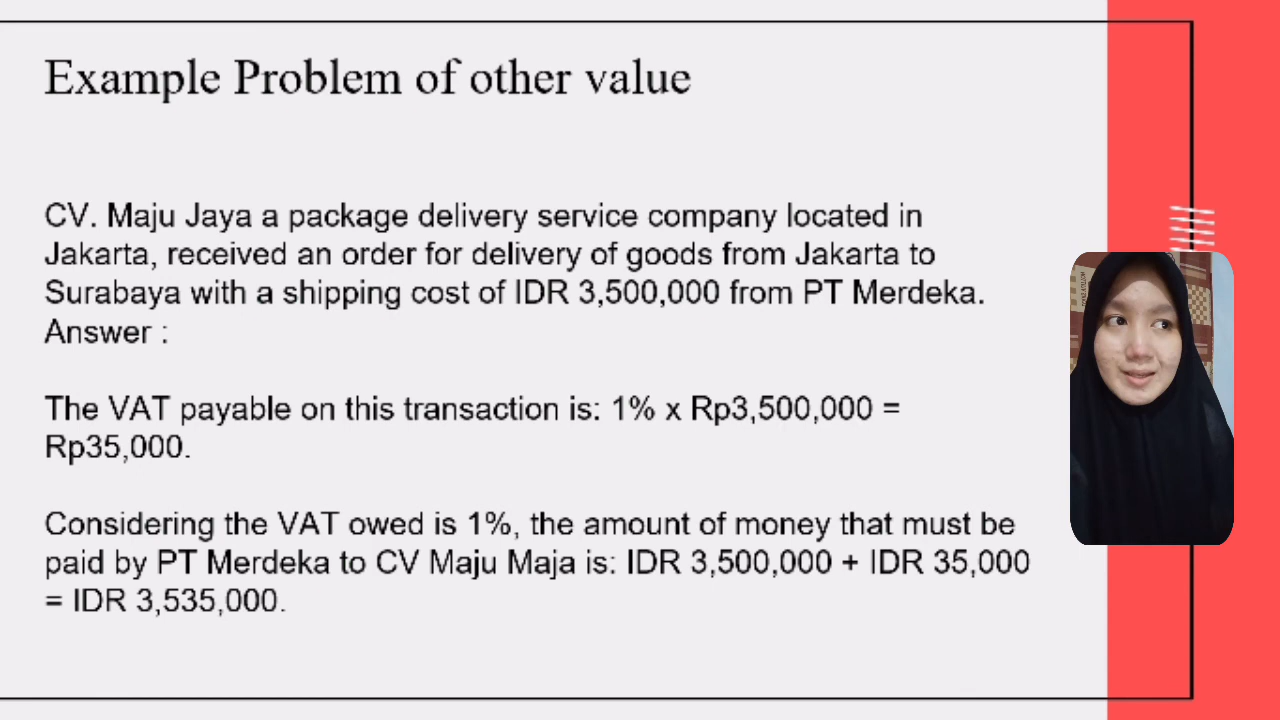 Example Problem of other value
CV. Maju Jaya a package delivery service company located in
Jakarta, received an order for delivery of goods from Jakarta to
Surabaya with a shipping cost of IDR 3,500,000 from PT Merdeka.
Answer :
The VAT payable on this transaction is: 1% x Rp3,500,000 =
Rp35,000.
Considering the VAT owed is 1%, the amount of money that must be
paid by PT Merdeka to CV Maju Maja is: IDR 3,500,000 + IDR 35,000
= IDR 3,535,000.